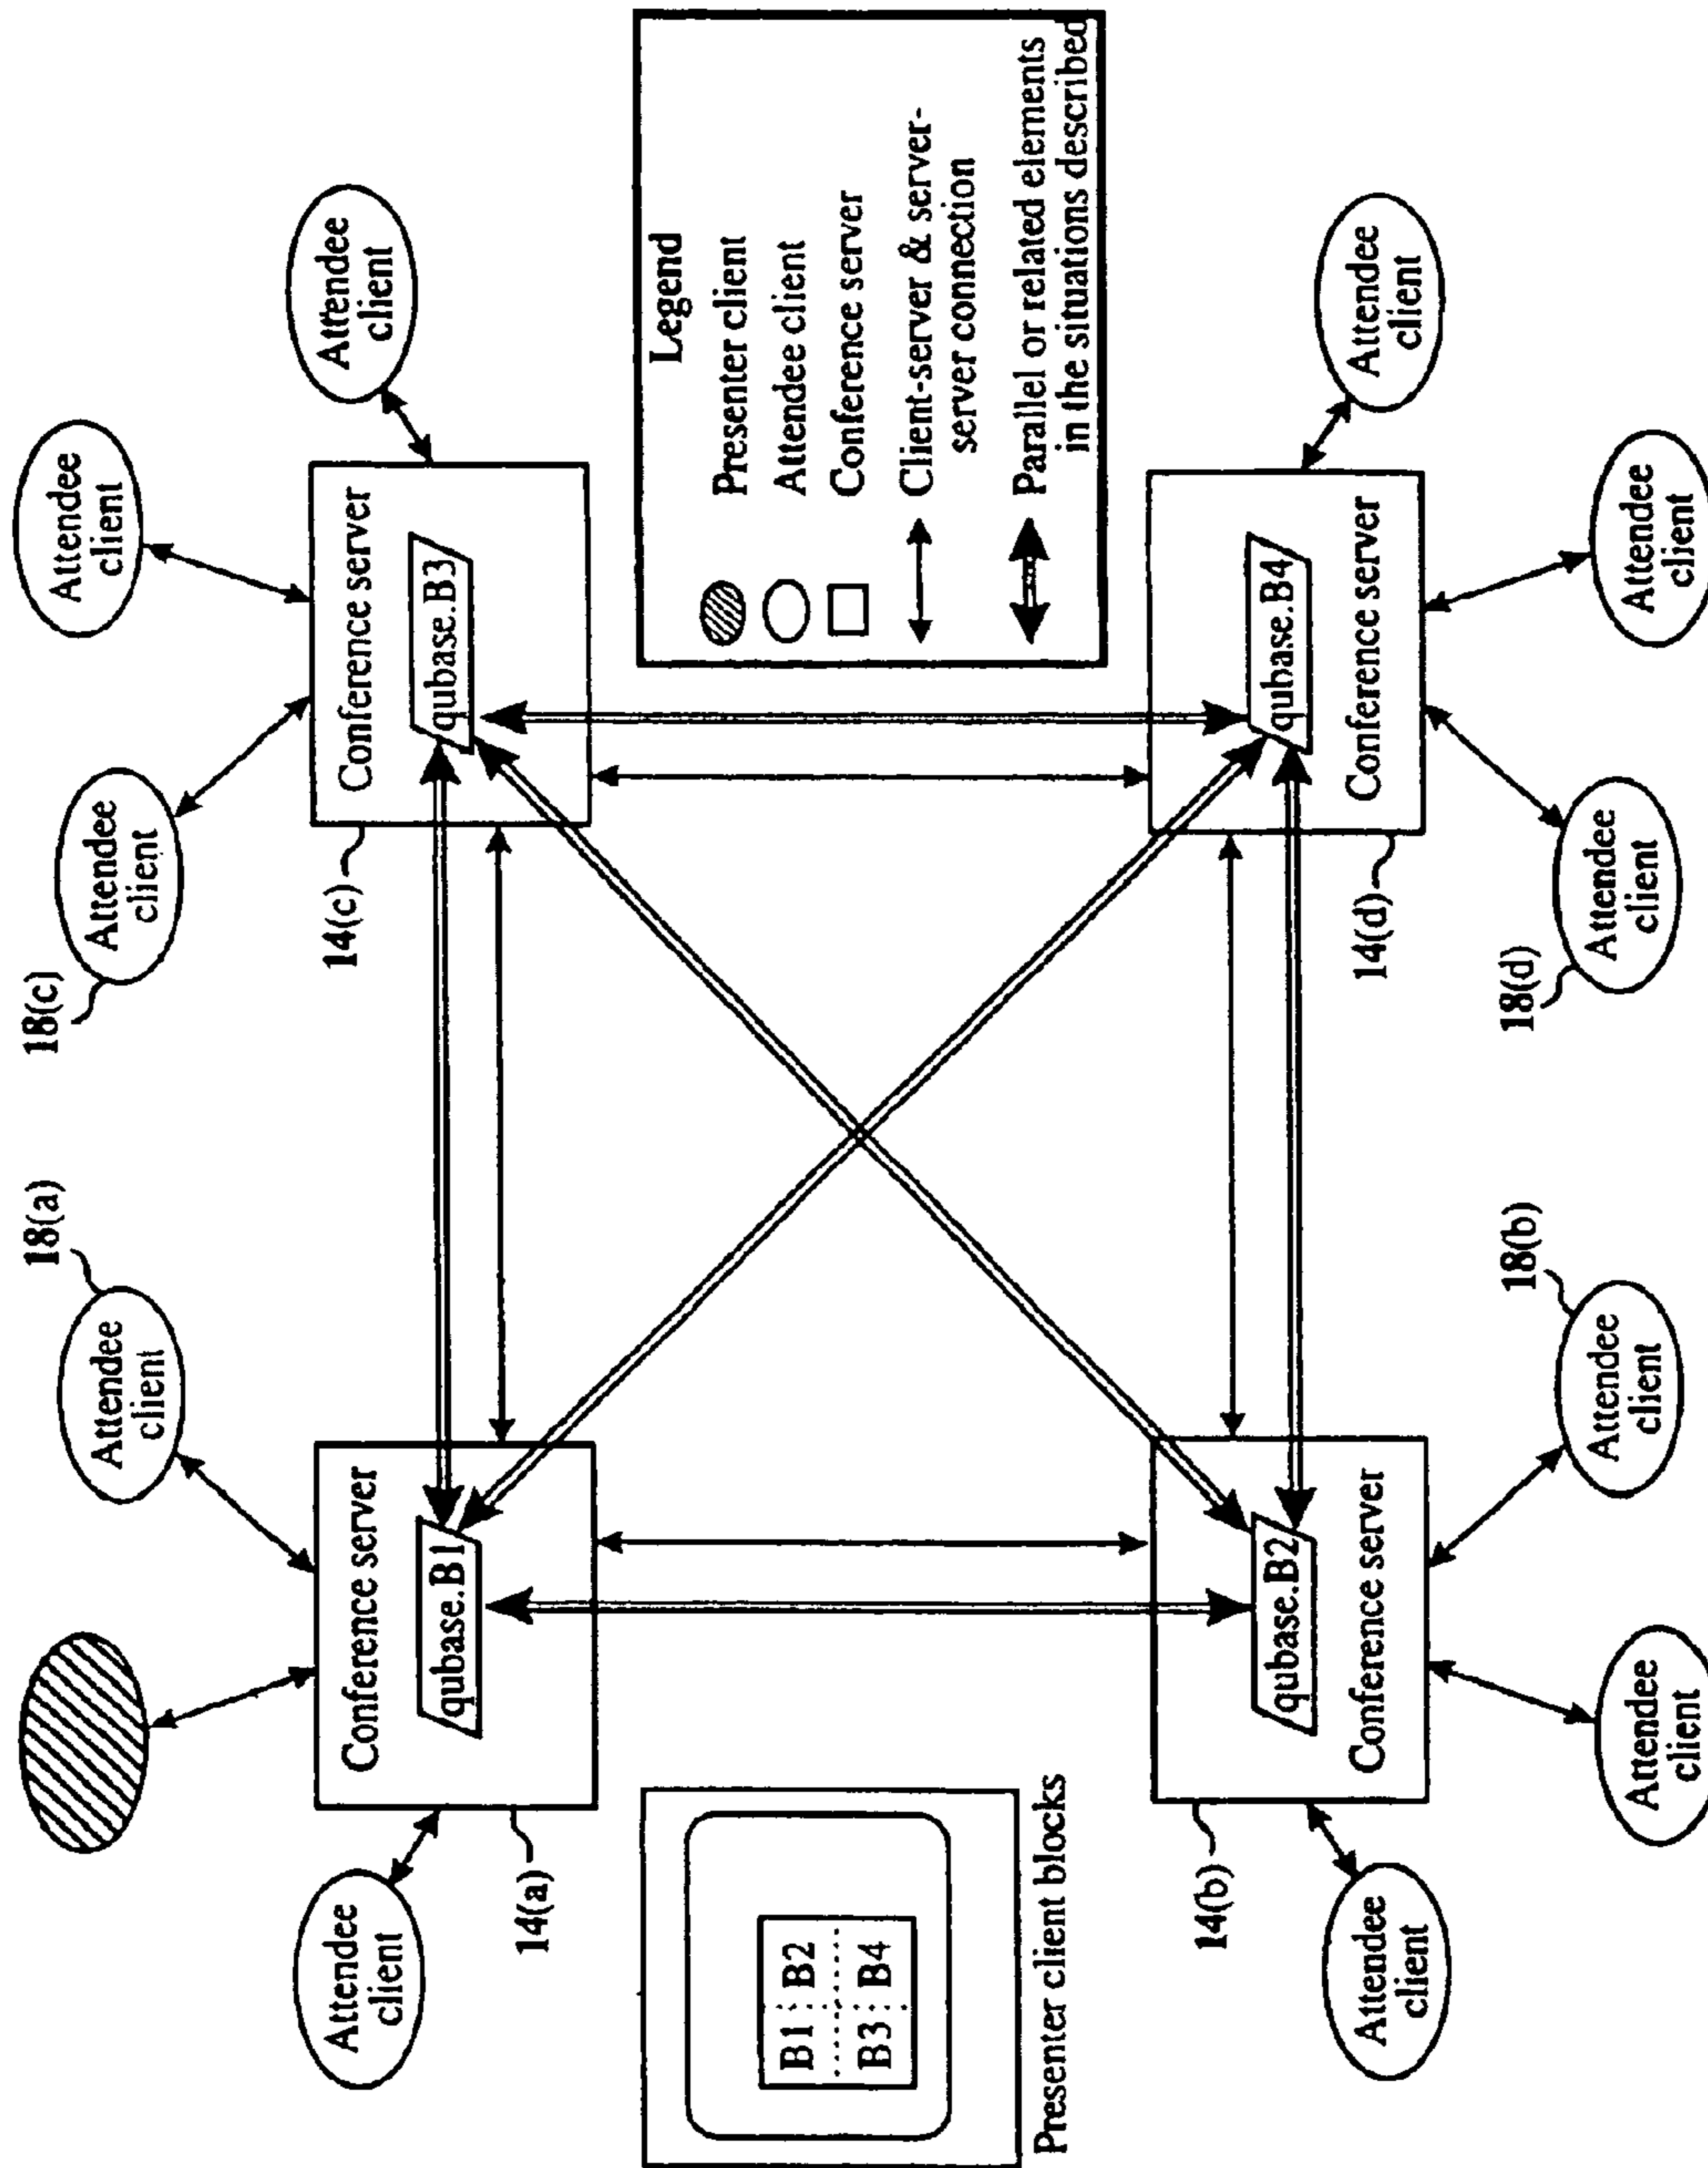 18(a)
18(c)
Attendee
client
Attendee
client
Attendee
client
Attendee
client
Attendee
client
Conference server
qubase.B1
Conference server
qubase.B3
14(a)
14(c)
B1 B2
B3 B4
Presenter client blocks
Legend
Presenter client
Attendee client
Conference server
Client-server & server-
server connection
Parallel or related elements
in the situations described
qubase.B2
Conference server
qubase.B4
Conference server
14(b)
14(d)
Attendee
client
Attendee
client
Attendee
client
Attendee
client
Attendee
client
Attendee
client
18(b)
18(d)